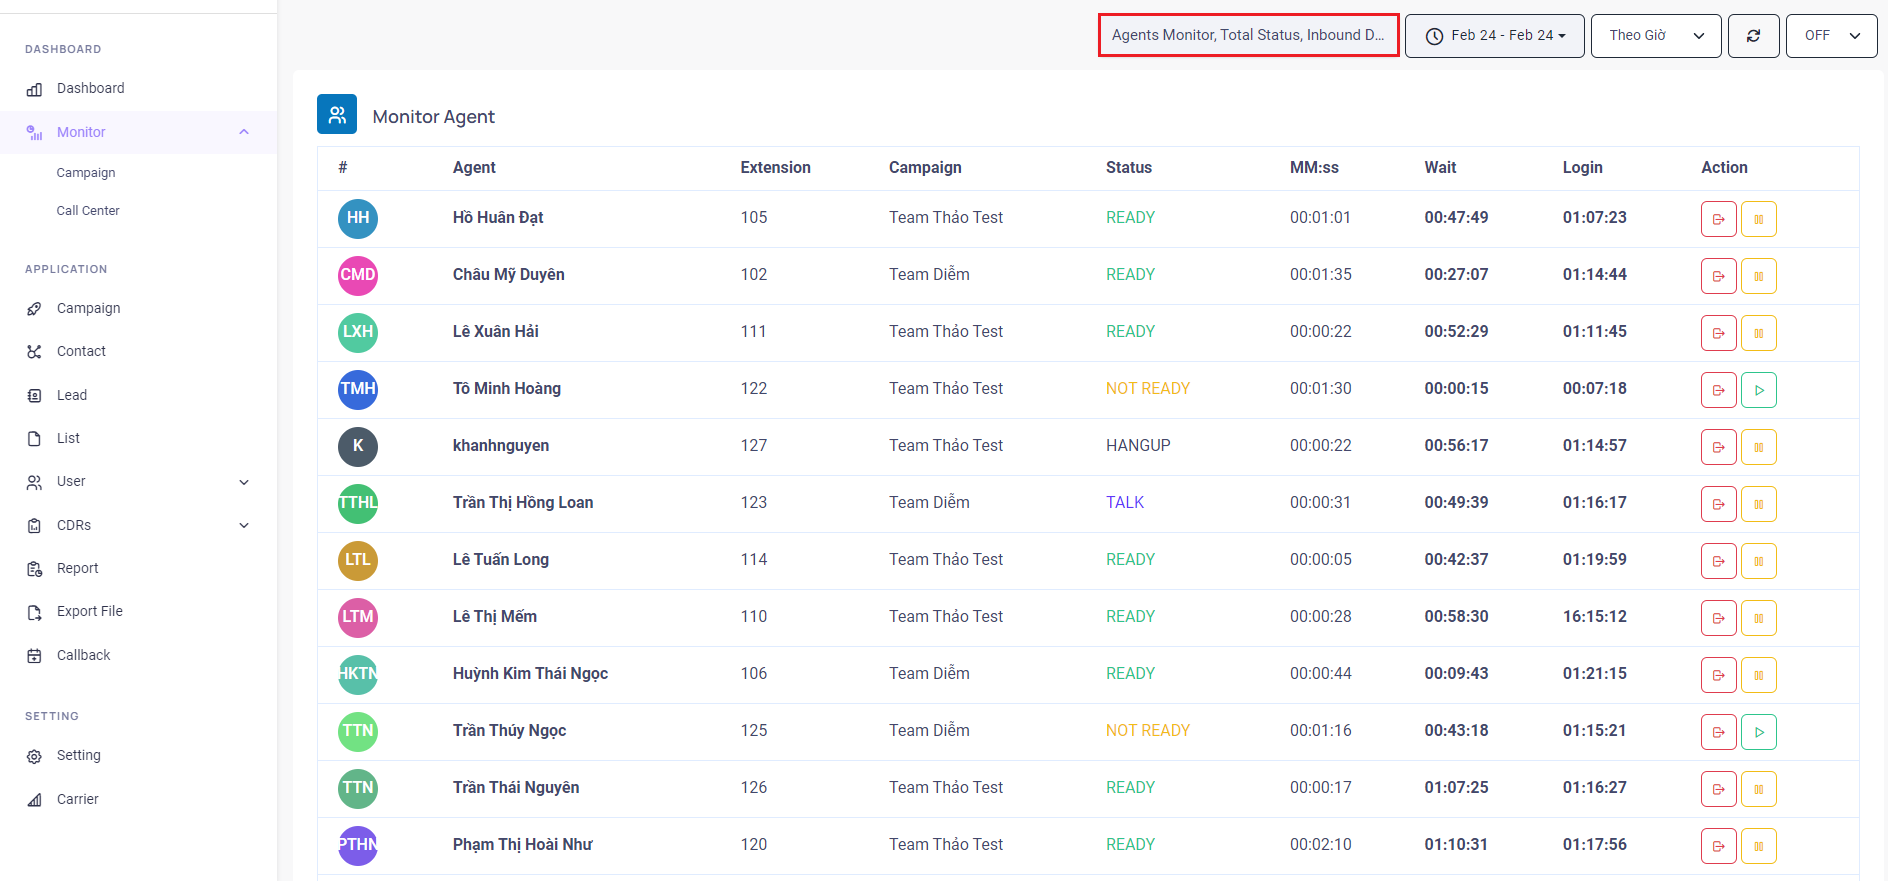 Agents Monitor, Total Status, Inbound D...
Feb 24 - Feb 24
Theo Giờ
OFF
DASHBOARD
Dashboard
Monitor
Campaign
Call Center
APPLICATION
Campaign
Contact
Lead
List
User
CDRs
Report
Export File
Callback
SETTING
Setting
Carrier
Monitor Agent
# Agent Extension Campaign Status MM:ss Wait Login Action
HH Hồ Huân Đạt 105 Team Thảo Test READY 00:01:01 00:47:49 01:07:23
CMD Châu Mỹ Duyên 102 Team Diễm READY 00:01:35 00:27:07 01:14:44
LXH Lê Xuân Hải 111 Team Thảo Test READY 00:00:22 00:52:29 01:11:45
TMH Tô Minh Hoàng 122 Team Thảo Test NOT READY 00:01:30 00:00:15 00:07:18
K khanhnguyen 127 Team Thảo Test HANGUP 00:00:22 00:56:17 01:14:57
TTHL Trần Thị Hồng Loan 123 Team Diễm TALK 00:00:31 00:49:39 01:16:17
LTL Lê Tuấn Long 114 Team Thảo Test READY 00:00:05 00:42:37 01:19:59
LTM Lê Thị Mếm 110 Team Thảo Test READY 00:00:28 00:58:30 16:15:12
HKTN Huỳnh Kim Thái Ngọc 106 Team Diễm READY 00:00:44 00:09:43 01:21:15
TTN Trần Thúy Ngọc 125 Team Diễm NOT READY 00:01:16 00:43:18 01:15:21
TTN Trần Thái Nguyên 126 Team Thảo Test READY 00:00:17 01:07:25 01:16:27
PTHN Phạm Thị Hoài Như 120 Team Thảo Test READY 00:02:10 01:10:31 01:17:56